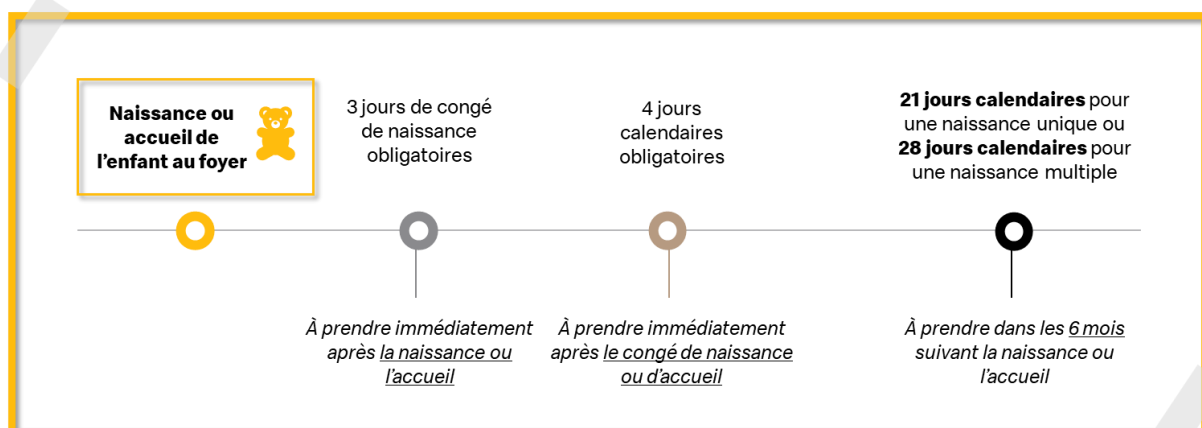 Naissance ou
accueil de
l'enfant au foyer
3 jours de congé
de naissance
obligatoires
4 jours
calendaires
obligatoires
21 jours calendaires pour
une naissance unique ou
28 jours calendaires pour
une naissance multiple
À prendre immédiatement
après la naissance ou
l'accueil
À prendre immédiatement
après le congé de naissance
ou d'accueil
À prendre dans les 6 mois
suivant la naissance ou
l'accueil